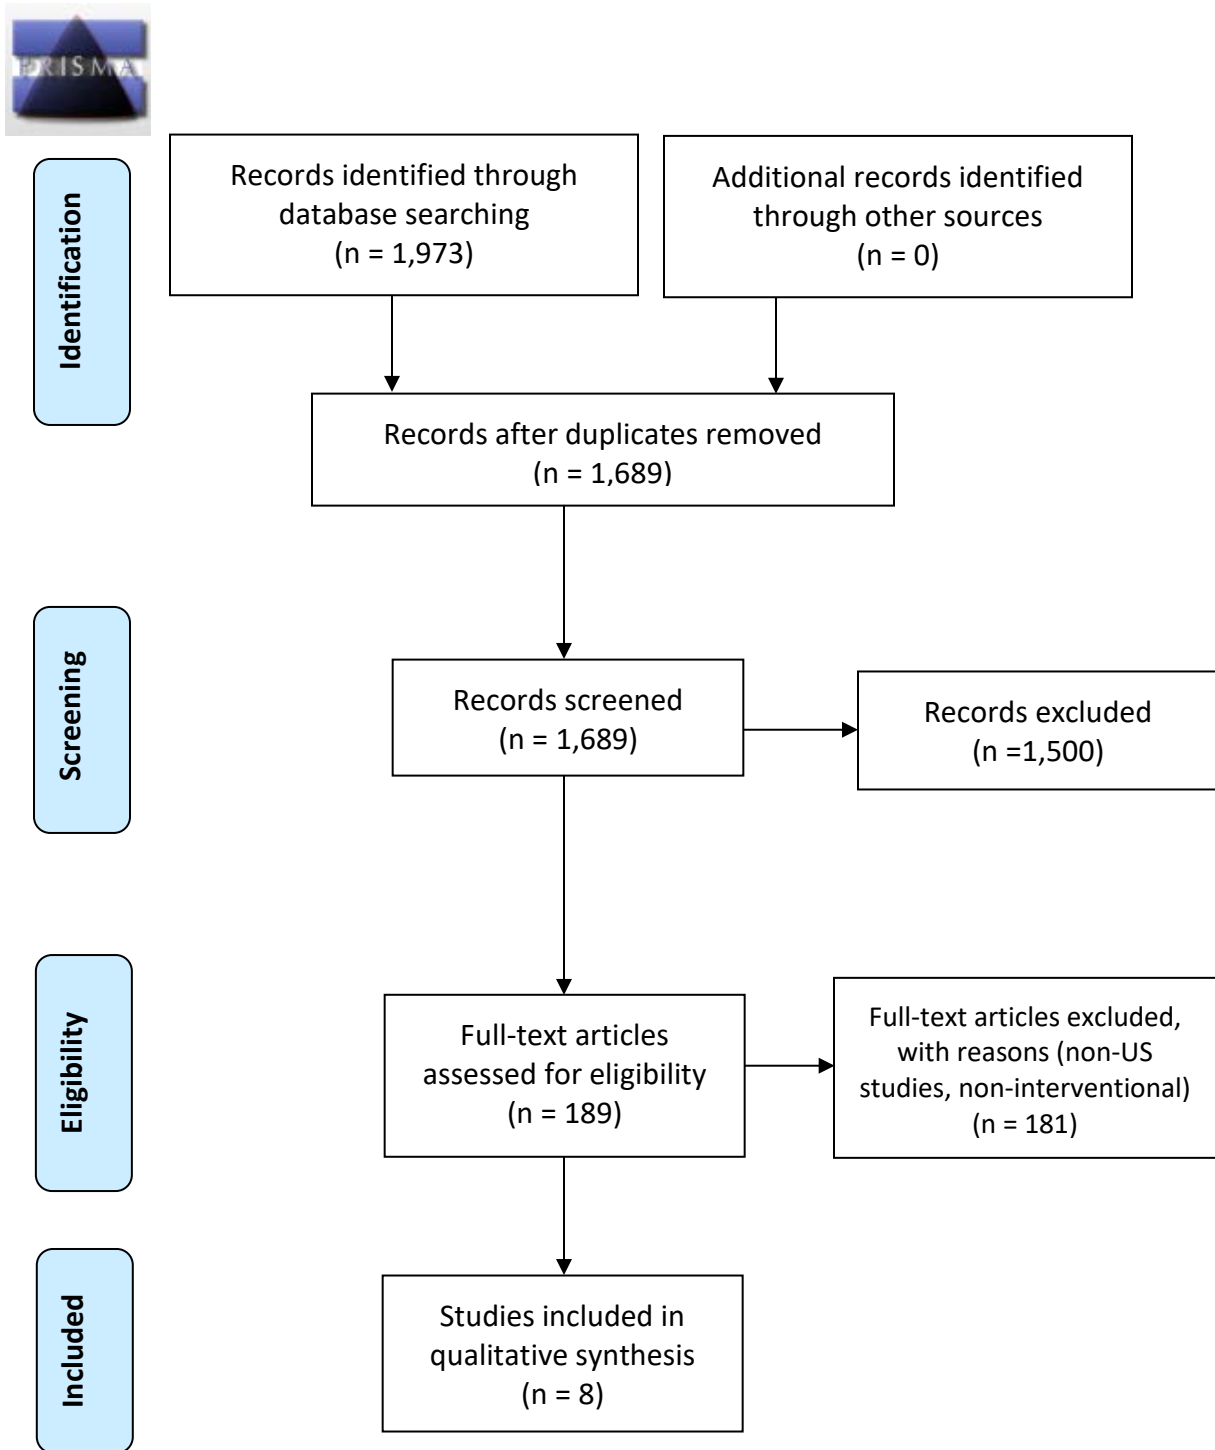 PRISMA
Identification
Records identified through
database searching
(n = 1,973)
Additional records identified
through other sources
(n = 0)
Records after duplicates removed
(n = 1,689)
Screening
Records screened
(n = 1,689)
Records excluded
(n =1,500)
Eligibility
Full-text articles
assessed for eligibility
(n = 189)
Full-text articles excluded,
with reasons (non-US
studies, non-interventional)
(n = 181)
Included
Studies included in
qualitative synthesis
(n = 8)